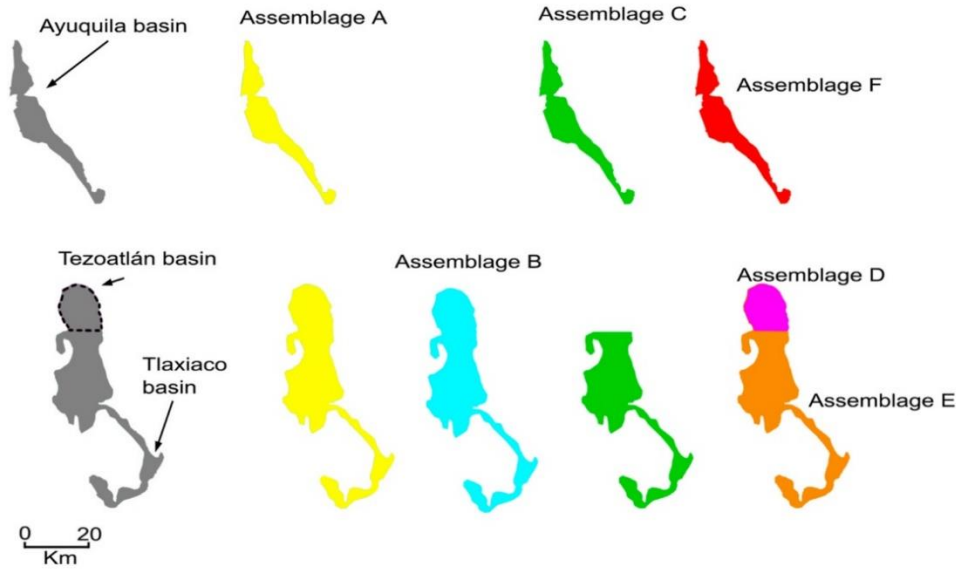 Ayuquila basin
Assemblage A
Assemblage C
Assemblage F
Tezoatlán basin
Assemblage B
Assemblage D
Tlaxiaco
basin
Assemblage E
0 20
Km